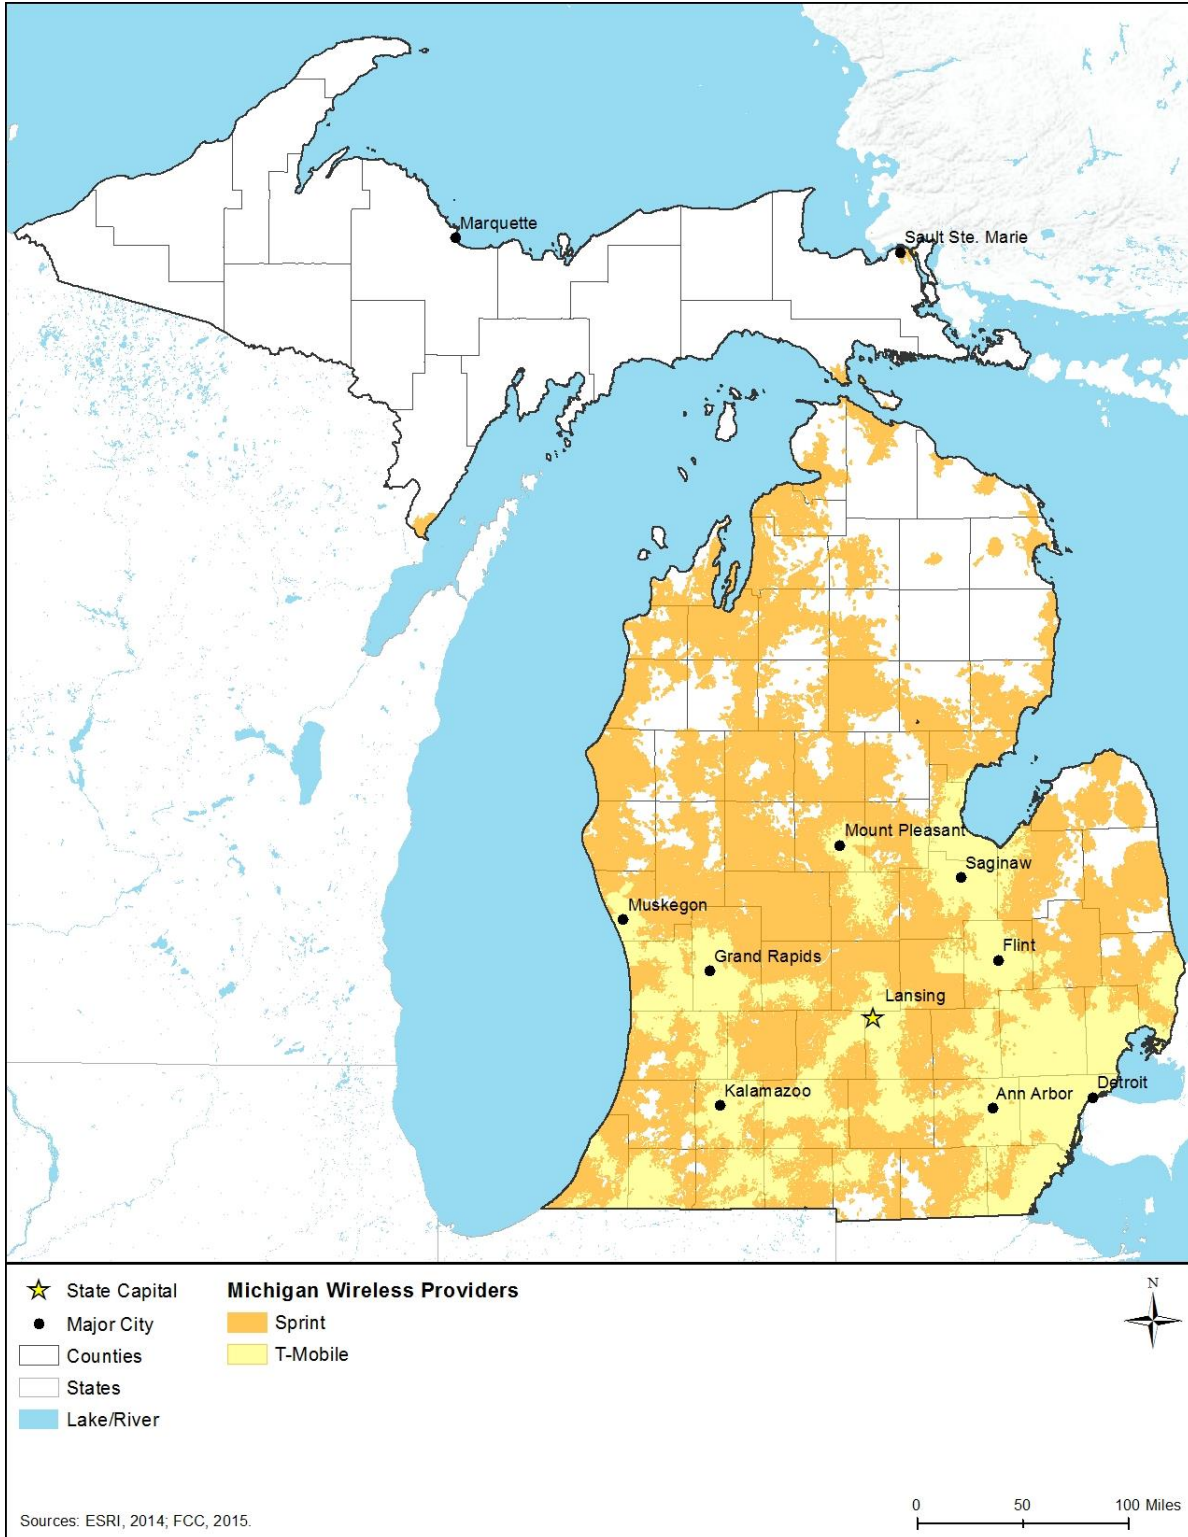 Marquette
Sault Ste. Marie
Mount Pleasant
Saginaw
Muskegon
Flint
Grand Rapids
Lansing
Kalamazoo
Ann Arbor
Detroit
State Capital
Major City
Counties
States
Lake/River
Michigan Wireless Providers
Sprint
T-Mobile
N
0 50 100 Miles
Sources: ESRI, 2014; FCC, 2015.